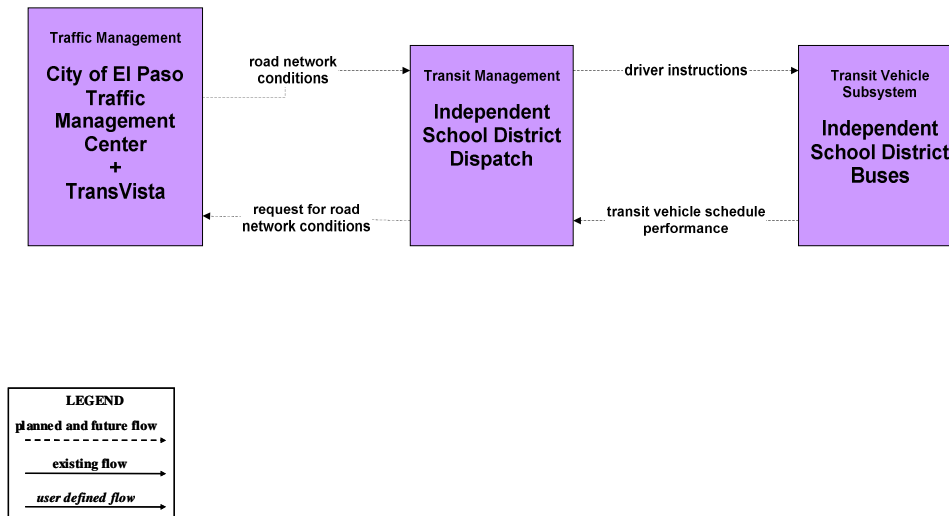 Traffic Management
City of El Paso
Traffic
Management
Center
+
TransVista
road network
conditions
request for road
network conditions
Transit Management
Independent
School District
Dispatch
driver instructions
transit vehicle schedule
performance
Transit Vehicle
Subsystem
Independent
School District
Buses
LEGEND
planned and future flow
existing flow
user defined flow